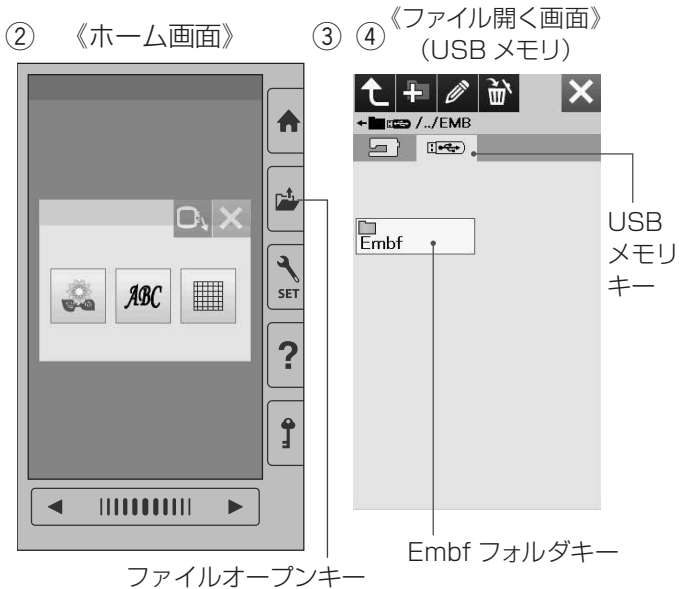 ② 《ホーム画面》
③ ④ 《ファイル開く画面》
（USB メモリ）
/../EMB
Embf
ABC
SET
?
USB
メモリ
キー
Embf フォルダキー
ファイルオープンキー